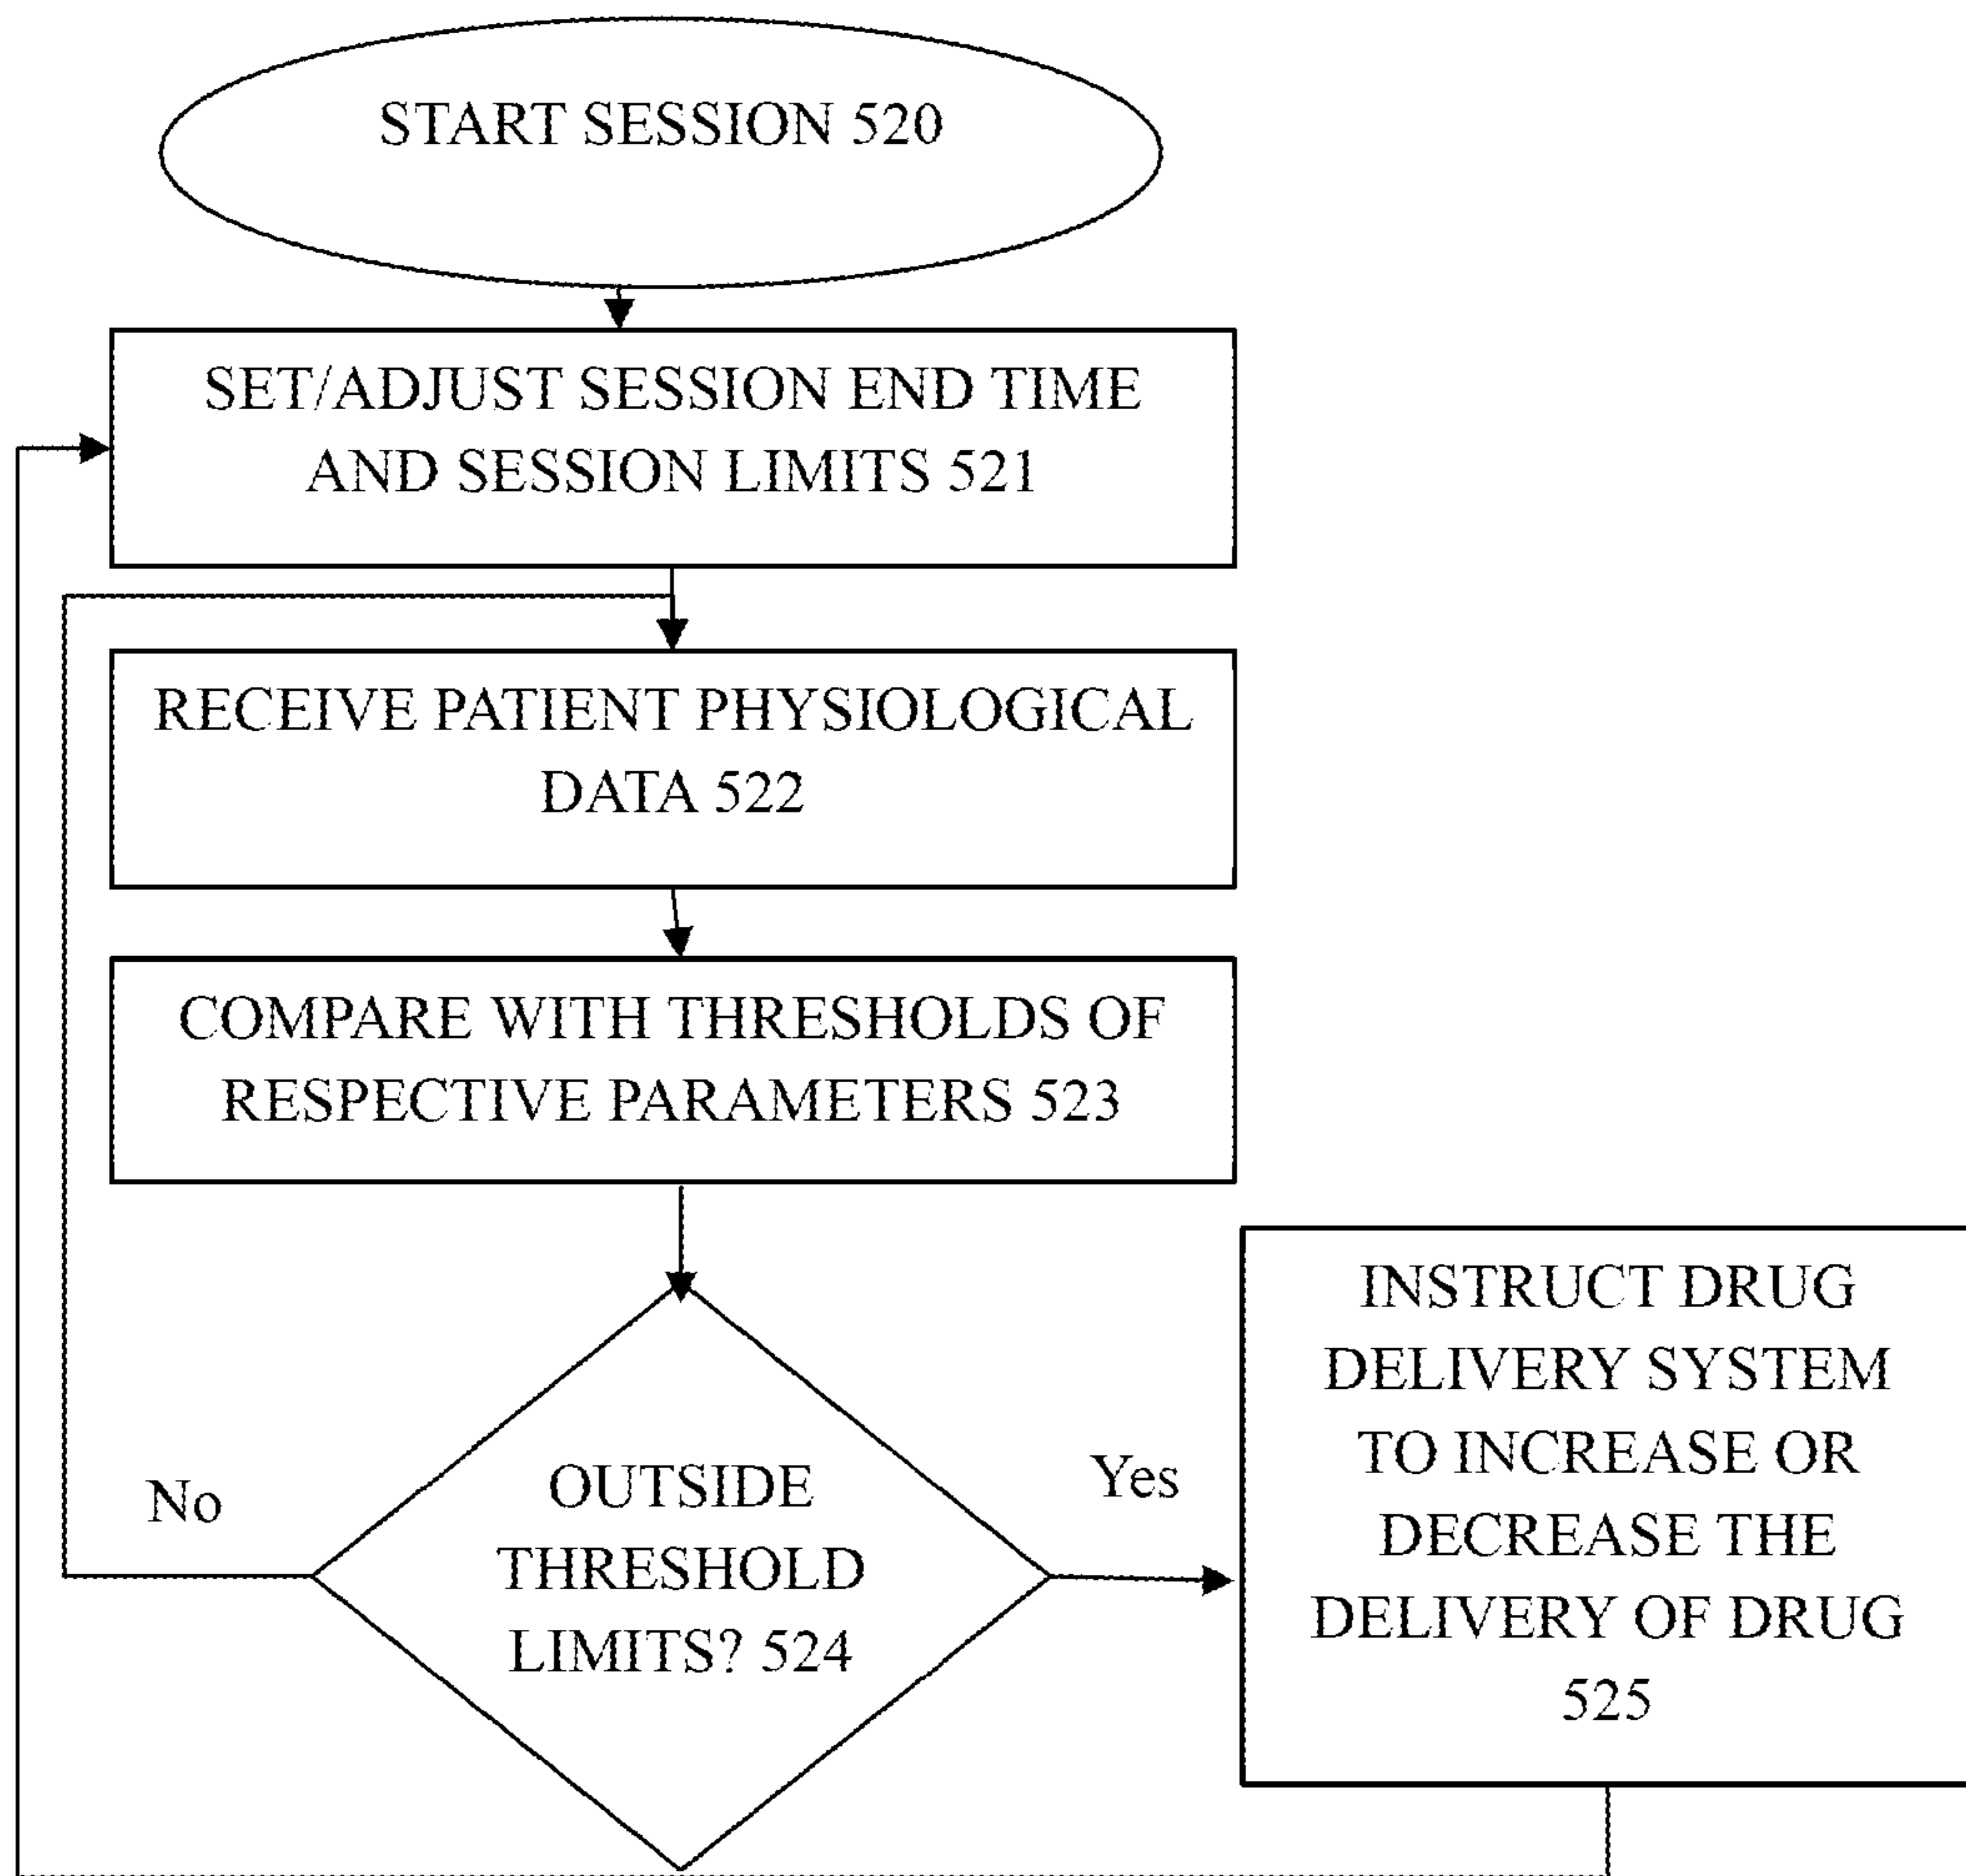 START SESSION 520
SET/ADJUST SESSION END TIME
AND SESSION LIMITS 521
RECEIVE PATIENT PHYSIOLOGICAL
DATA 522
COMPARE WITH THRESHOLDS OF
RESPECTIVE PARAMETERS 523
OUTSIDE
THRESHOLD
LIMITS? 524
No
Yes
INSTRUCT DRUG
DELIVERY SYSTEM
TO INCREASE OR
DECREASE THE
DELIVERY OF DRUG
525